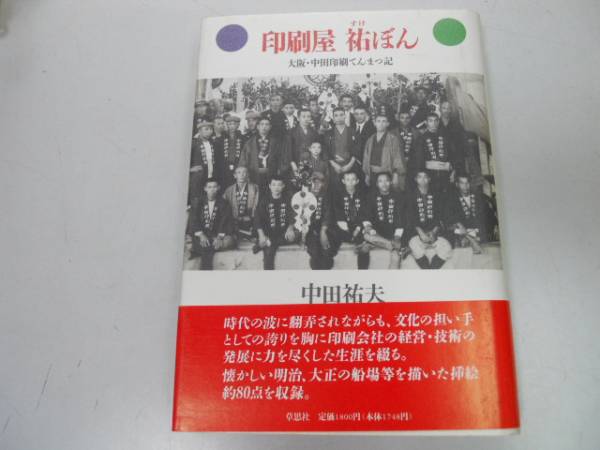 すけ
印刷屋 祐ぼん
大阪・中田印刷てんまつ記
中田祐夫
時代の波に翻弄されながらも、文化の担い手
としての誇りを胸に印刷会社の経営・技術の
発展に力を尽くした生涯を綴る。
懐かしい明治、大正の船場等を描いた挿絵
約80点を収録。
草思社 定価1800円(本体1748円)